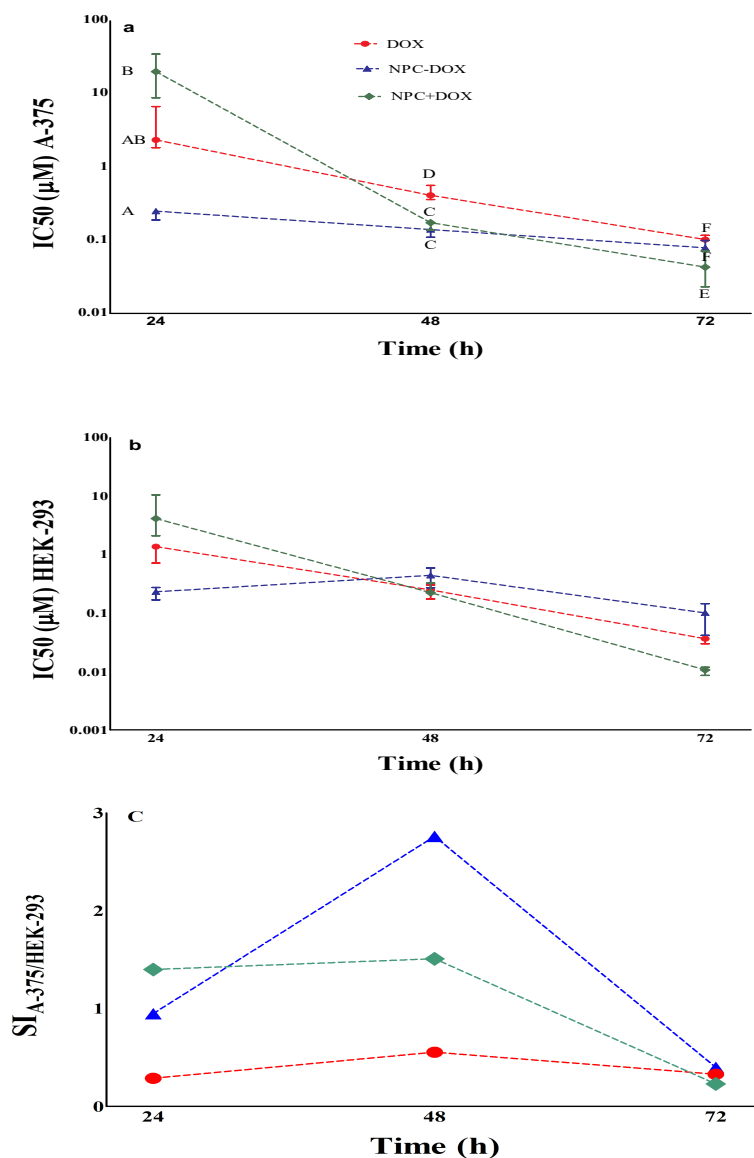 a
100
10
1
0.1
0.01
IC50 (µM) A-375
DOX
NPC-DOX
NPC+DOX
B
AB
A
D
C
C
F
F
E
24
48
72
Time (h)
b
100
10
1
0.1
0.01
0.001
IC50 (µM) HEK-293
24
48
72
Time (h)
C
3
2
1
0
SI A-375/HEK-293
24
48
72
Time (h)